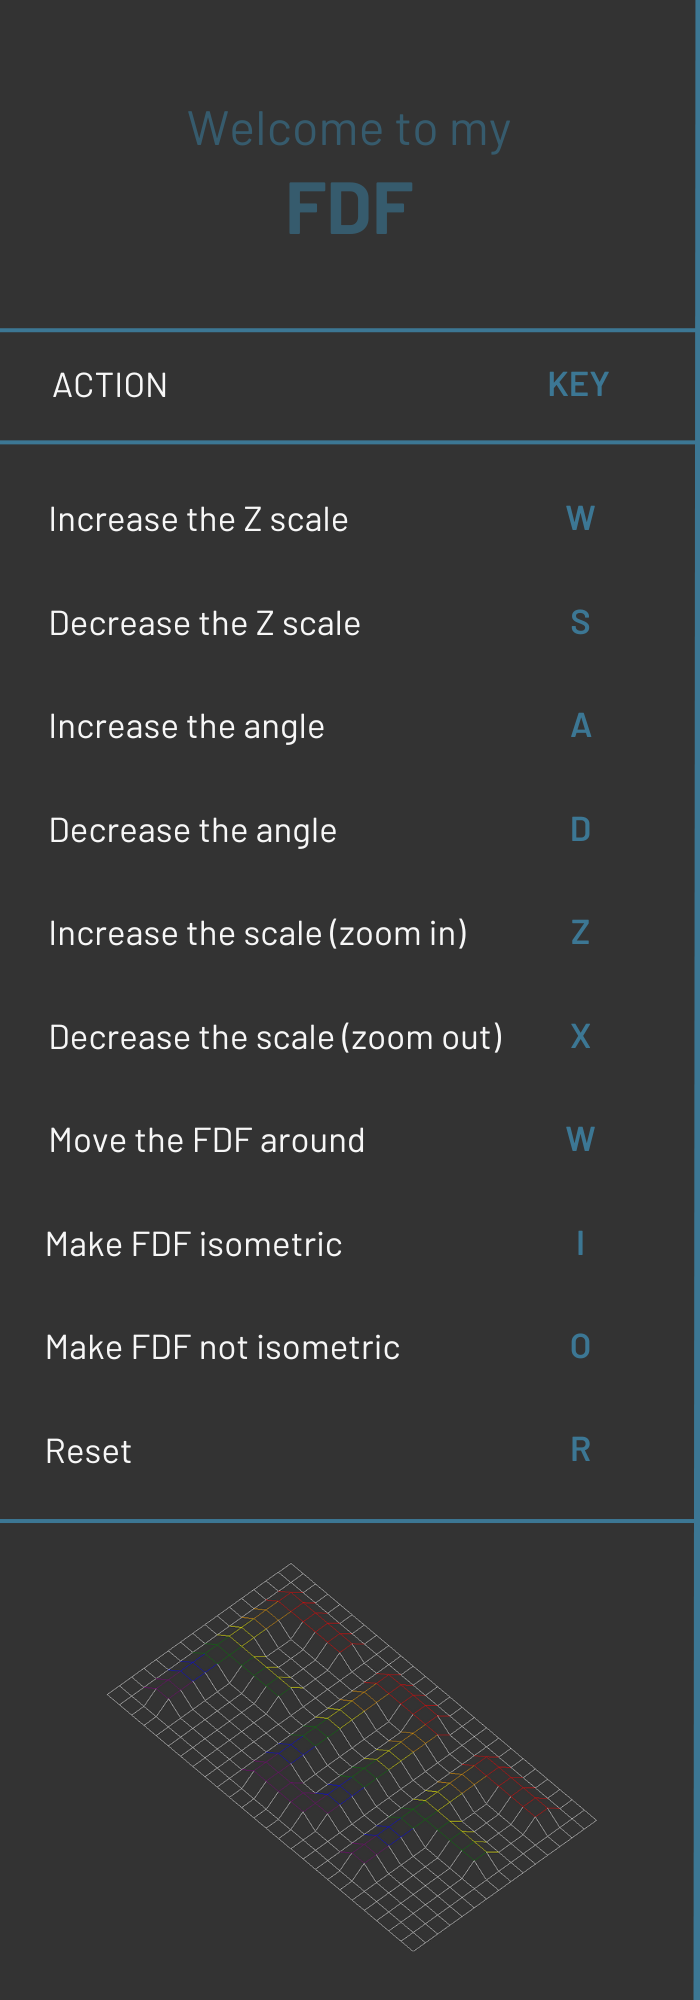 Welcome to my
FDF
ACTION KEY
Increase the Z scale W
Decrease the Z scale S
Increase the angle A
Decrease the angle D
Increase the scale (zoom in) Z
Decrease the scale (zoom out) X
Move the FDF around W
Make FDF isometric I
Make FDF not isometric O
Reset R
FDF